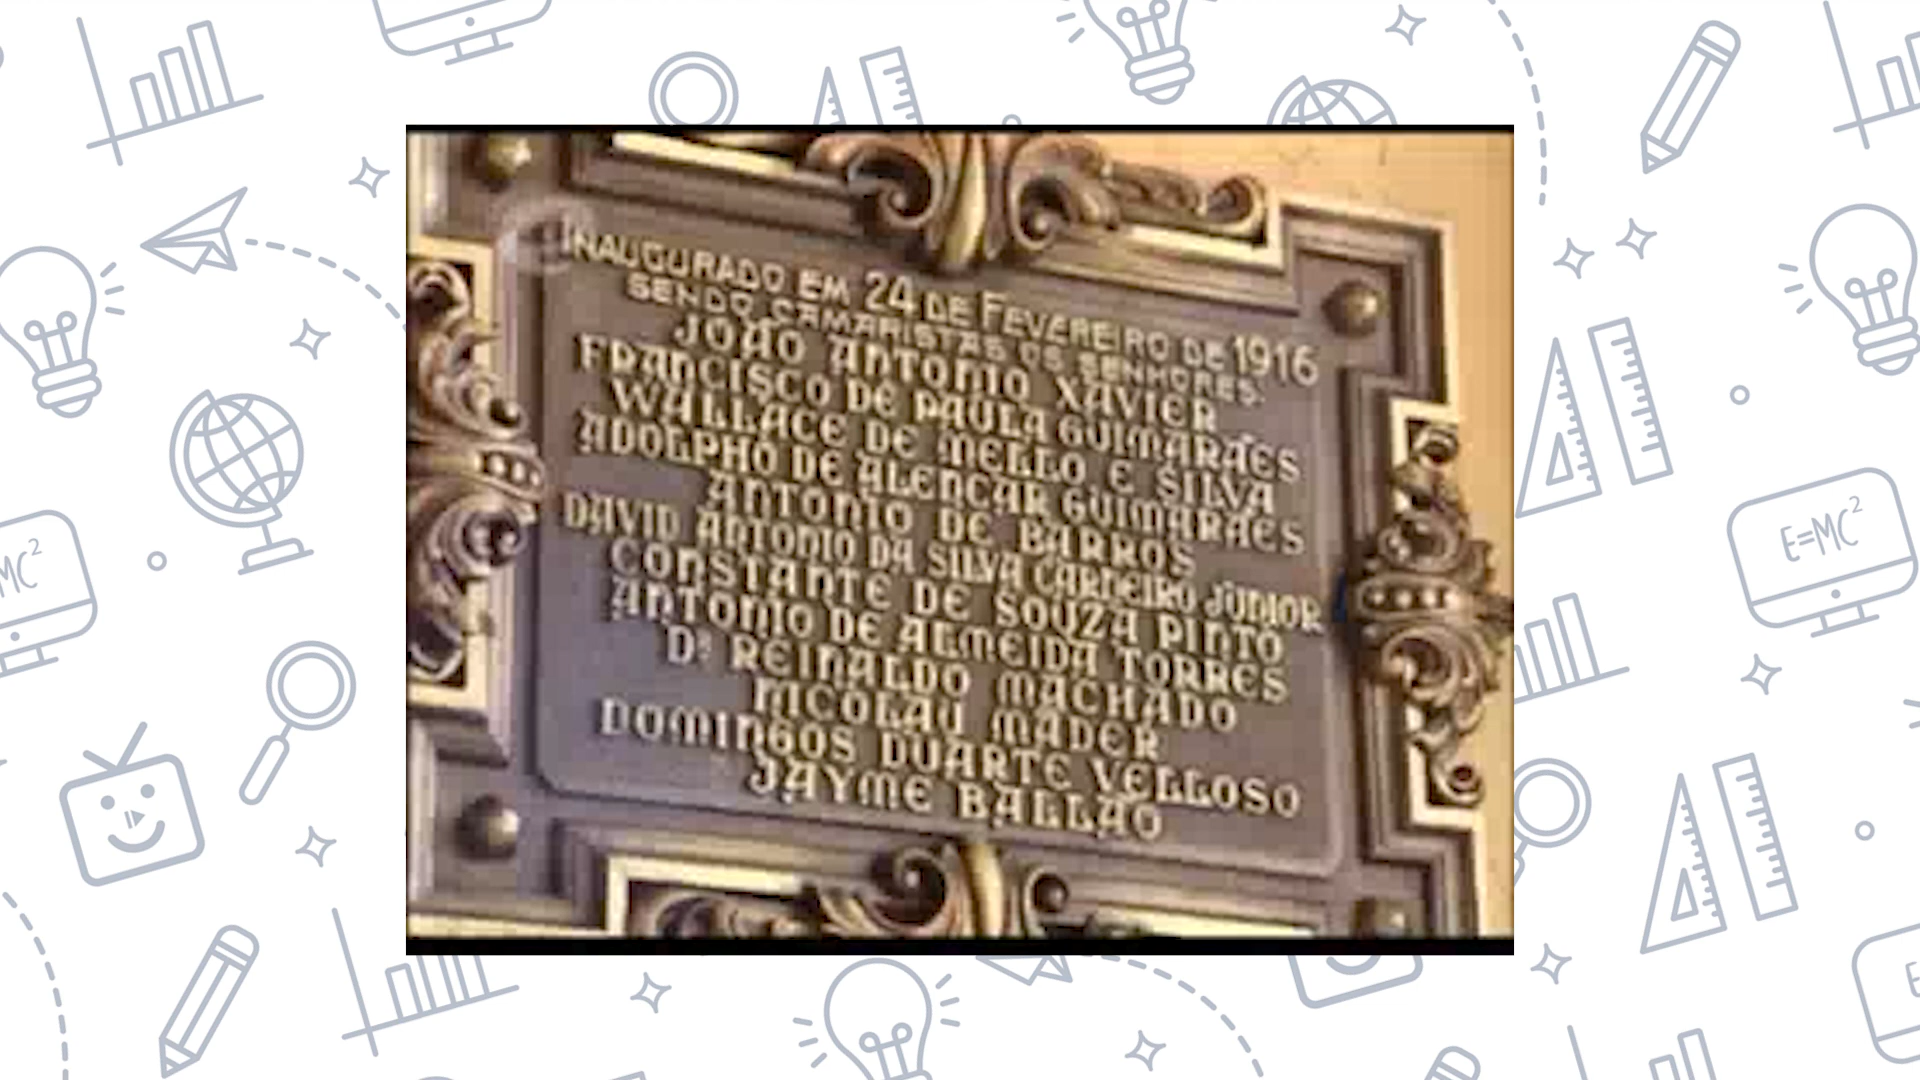 INAUGURADO EM 24 DE FEVEREIRO DE 1916
SENDO CAMARISTAS OS SENHORES:
JOÃO ANTONIO XAVIER
FRANCISCO DE PAULA GUIMARÃES
WALLACE DE MELLO E SILVA
ADOLPHO DE ALENCAR GUIMARÃES
ANTONIO DE BARROS
DAVID ANTONIO DA SILVA CARNEIRO JUNIOR
CONSTANTE DE SOUZA PINTO
ANTONIO DE ALMEIDA TORRES
Dr. REINALDO MACHADO
NICOLAU MADER
DOMINGOS DUARTE VELLOSO
JAYME BALLÃO
E=MC²
MC²
E